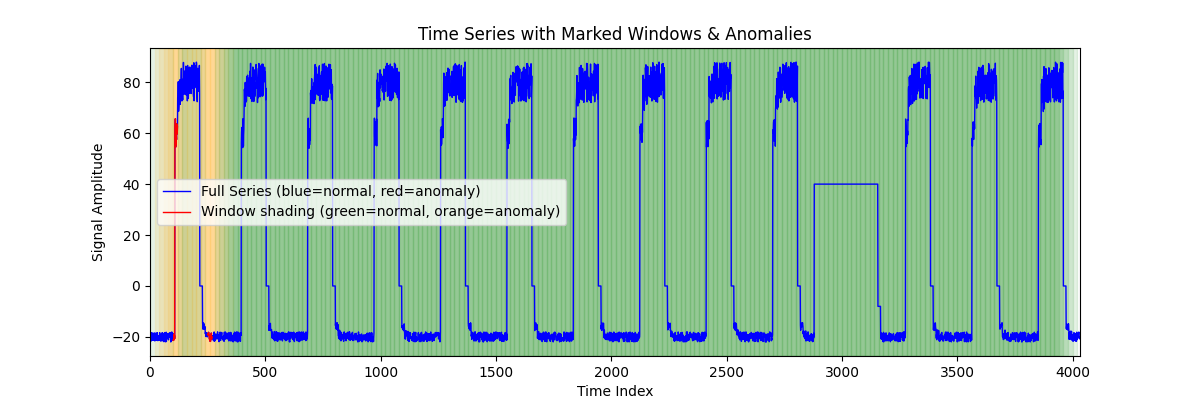 Time Series with Marked Windows & Anomalies
Signal Amplitude
80
60
40
20
0
−20
Full Series (blue=normal, red=anomaly)
Window shading (green=normal, orange=anomaly)
0 500 1000 1500 2000 2500 3000 3500 4000
Time Index